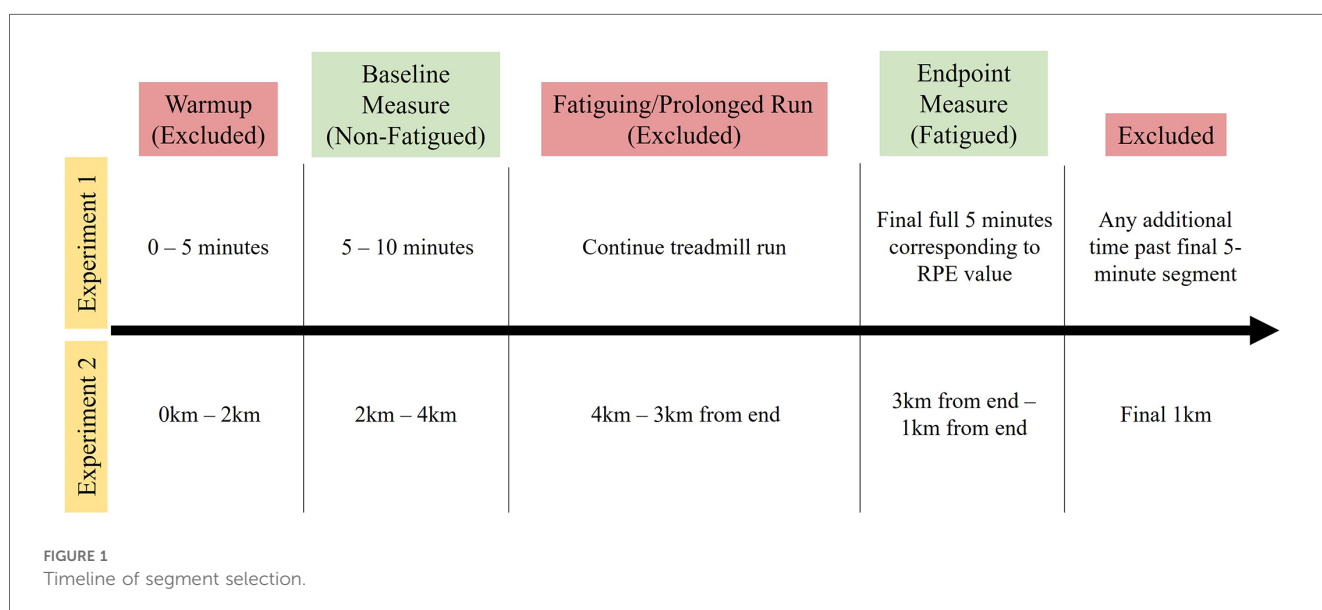 Warmup
(Excluded)
Baseline
Measure
(Non-Fatigued)
Fatiguing/Prolonged Run
(Excluded)
Endpoint
Measure
(Fatigued)
Excluded
Experiment 1
0 – 5 minutes
5 – 10 minutes
Continue treadmill run
Final full 5 minutes
corresponding to
RPE value
Any additional
time past final 5-
minute segment
Experiment 2
0km – 2km
2km – 4km
4km – 3km from end
3km from end –
1km from end
Final 1km
FIGURE 1
Timeline of segment selection.